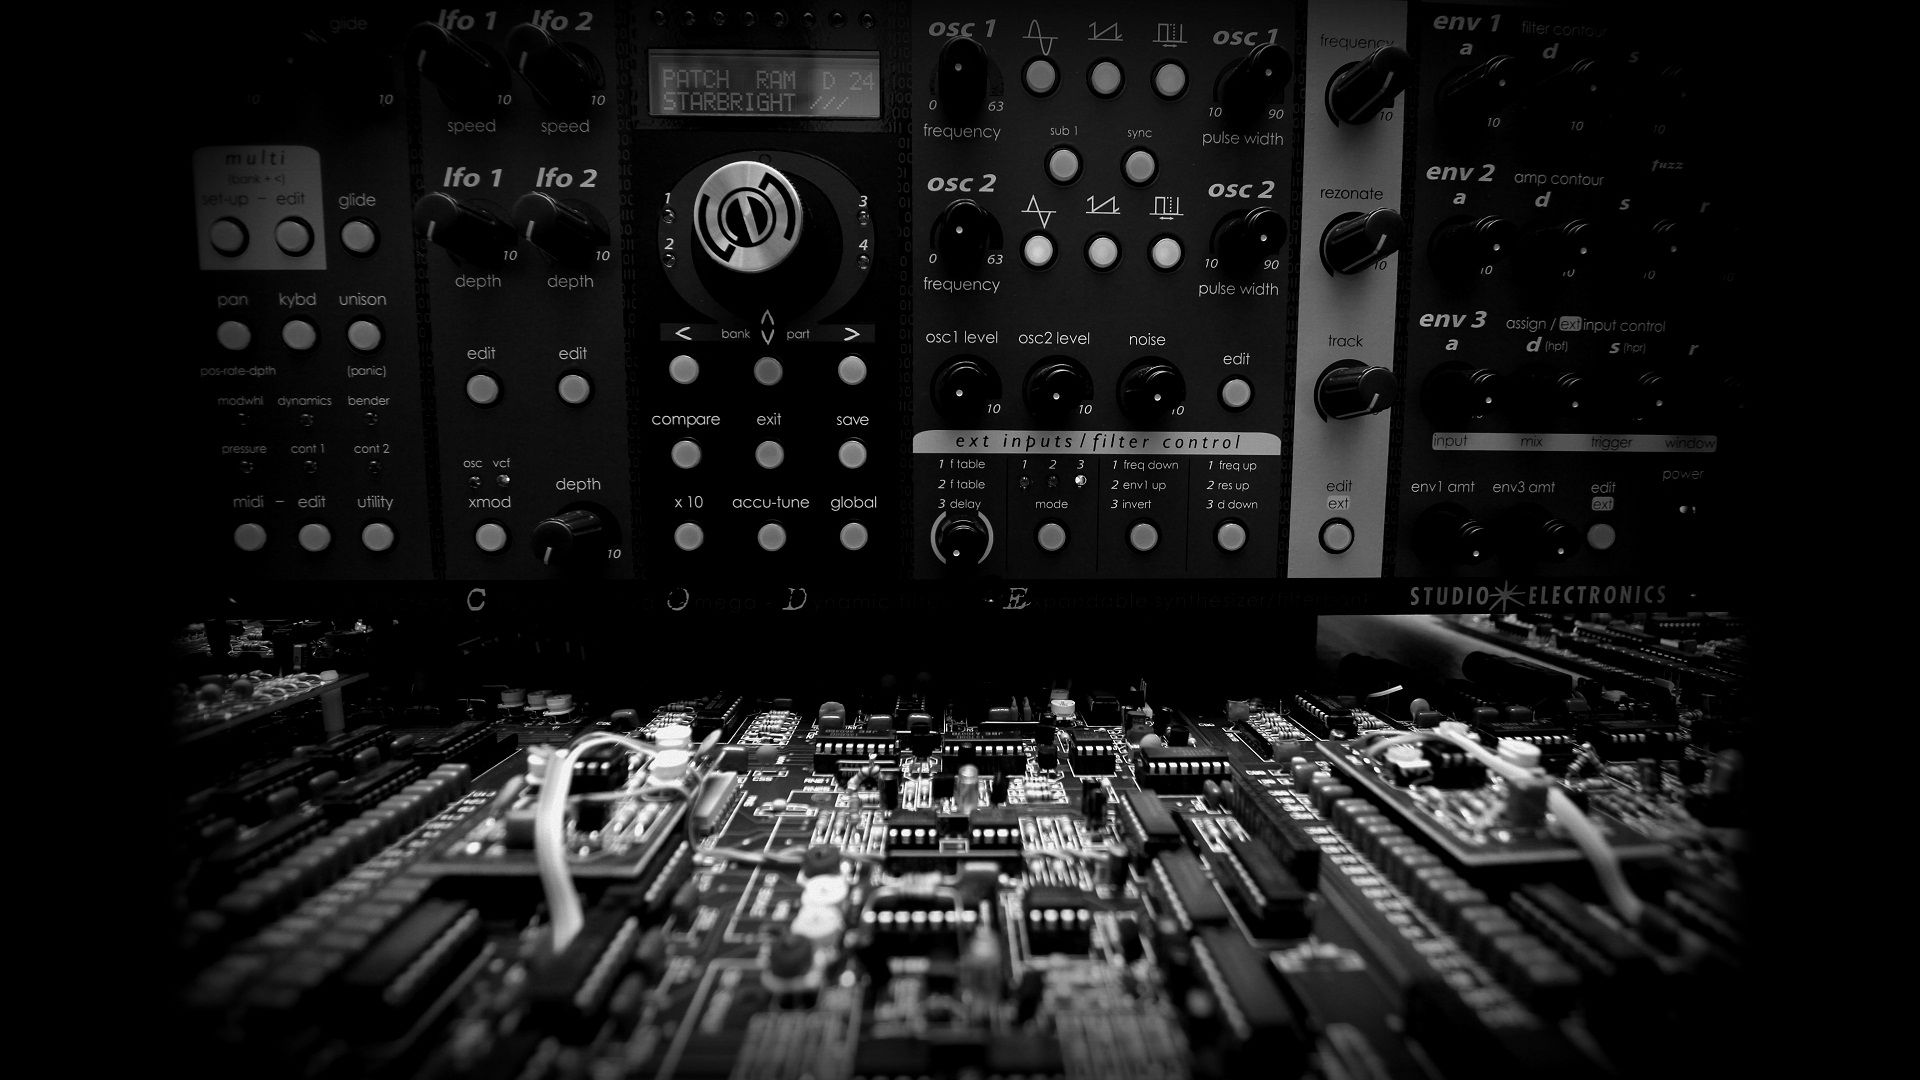 glide
10
10
lfo 1
lfo 2
10
10
speed
speed
multi
(bank + <)
set-up - edit
glide
lfo 1
lfo 2
10
10
depth
depth
pan
kybd
unison
pos-rate-dpth
(panic)
modwhl
dynamics
bender
pressure
cont 1
cont 2
midi - edit
utility
edit
edit
osc
vcf
xmod
depth
10
PATCH RAM D 24
STARBRIGHT ///
1
2
3
4
<
bank
part
>
compare
exit
save
x 10
accu-tune
global
osc 1
osc 1
0
63
frequency
10
90
pulse width
sub 1
sync
osc 2
osc 2
0
63
frequency
10
90
pulse width
osc1 level
osc2 level
noise
edit
10
10
10
ext inputs/filter control
1 f table
2 f table
3 delay
1
2
3
mode
1 freq down
2 env1 up
3 invert
1 freq up
2 res up
3 d down
frequency
10
rezonate
10
track
edit
ext
env 1
filter contour
a
d
s
10
10
10
fuzz
env 2
amp contour
a
d
s
r
10
10
10
env 3
assign / ext input control
a
d (hpf)
s (hpr)
r
input
mix
trigger
window
power
env1 amt
env3 amt
edit
ext
C O D E
STUDIO ELECTRONICS